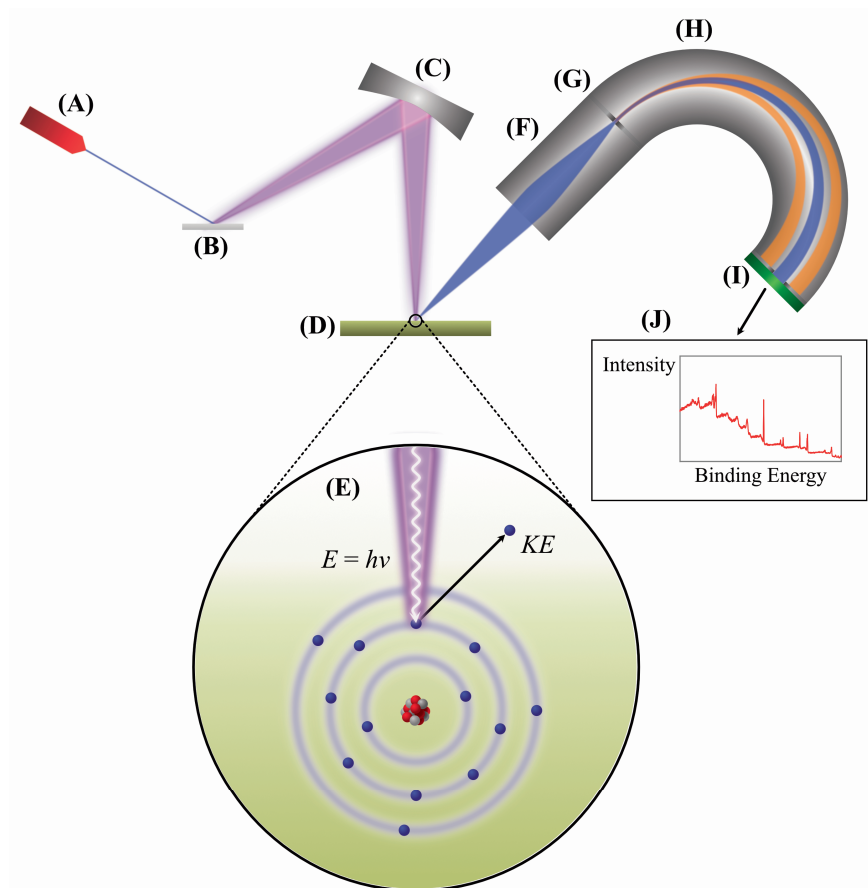 (A)
(B)
(C)
(D)
(E)
(F)
(G)
(H)
(I)
(J)
Intensity
Binding Energy
E = hν
KE